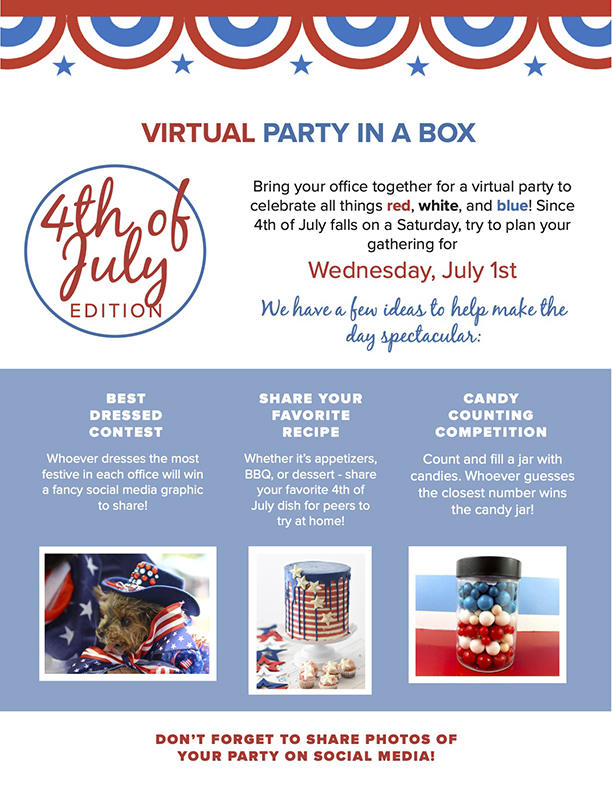 VIRTUAL PARTY IN A BOX
4th of
July
EDITION
Bring your office together for a virtual party to
celebrate all things red, white, and blue! Since
4th of July falls on a Saturday, try to plan your
gathering for
Wednesday, July 1st
We have a few ideas to help make the
day spectacular:
BEST
DRESSED
CONTEST
Whoever dresses the most
festive in each office will win
a fancy social media graphic
to share!
SHARE YOUR
FAVORITE
RECIPE
Whether it's appetizers,
BBQ, or dessert - share
your favorite 4th of
July dish for peers to
try at home!
CANDY
COUNTING
COMPETITION
Count and fill a jar with
candies. Whoever guesses
the closest number wins
the candy jar!
DON'T FORGET TO SHARE PHOTOS OF
YOUR PARTY ON SOCIAL MEDIA!